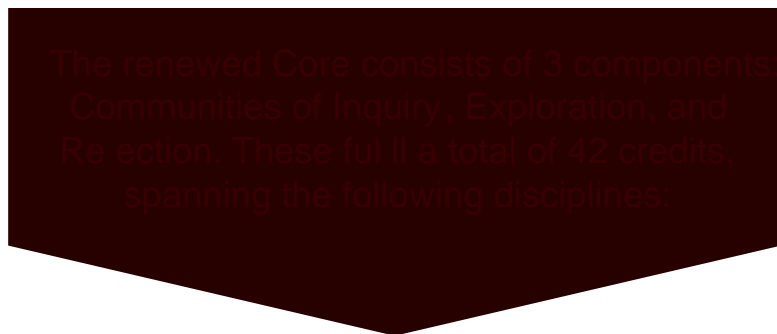 The renewed Core consists of 3 components
Communities of Inquiry, Exploration, and
Re ection. These ful ll a total of 42 credits,
spanning the following disciplines: